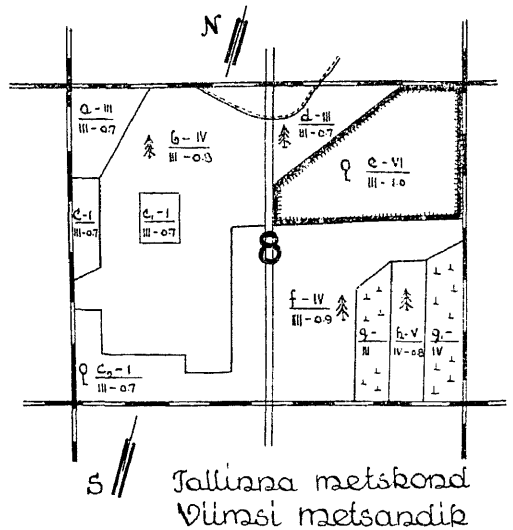 N
a-III
III-0.7
b-IV
III-0.9
d-III
III-0.7
e-VI
III-1.0
c-I
III-0.7
c₁-I
III-0.7
8
f-IV
III-0.9
g-
IV
h-V
IV-0.8
g₁-
IV
c₂-I
III-0.7
S
Tallinna metskond
Viimsi metsandik